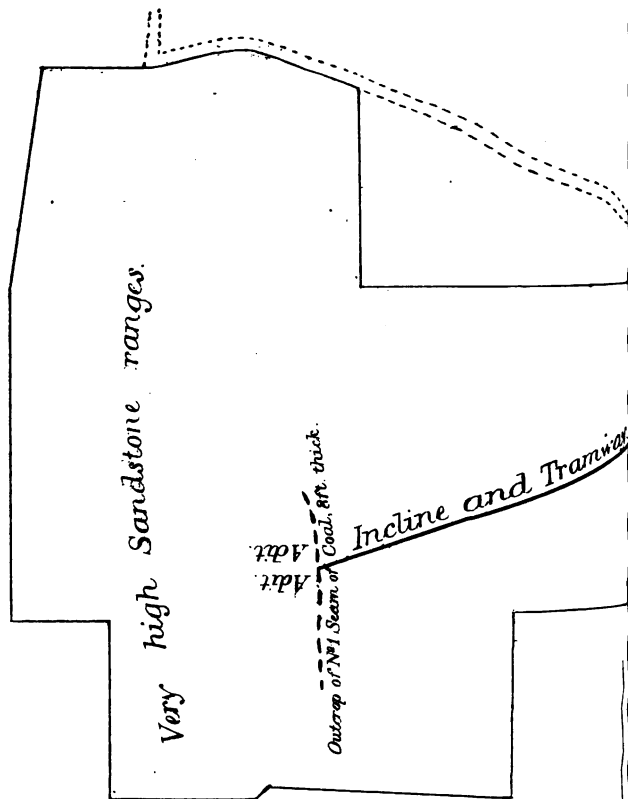 Very high Sandstone ranges.
Adit.
Adit.
Outcrop of Nº1 Seam of Coal, 8ft. thick.
Incline and Tramway